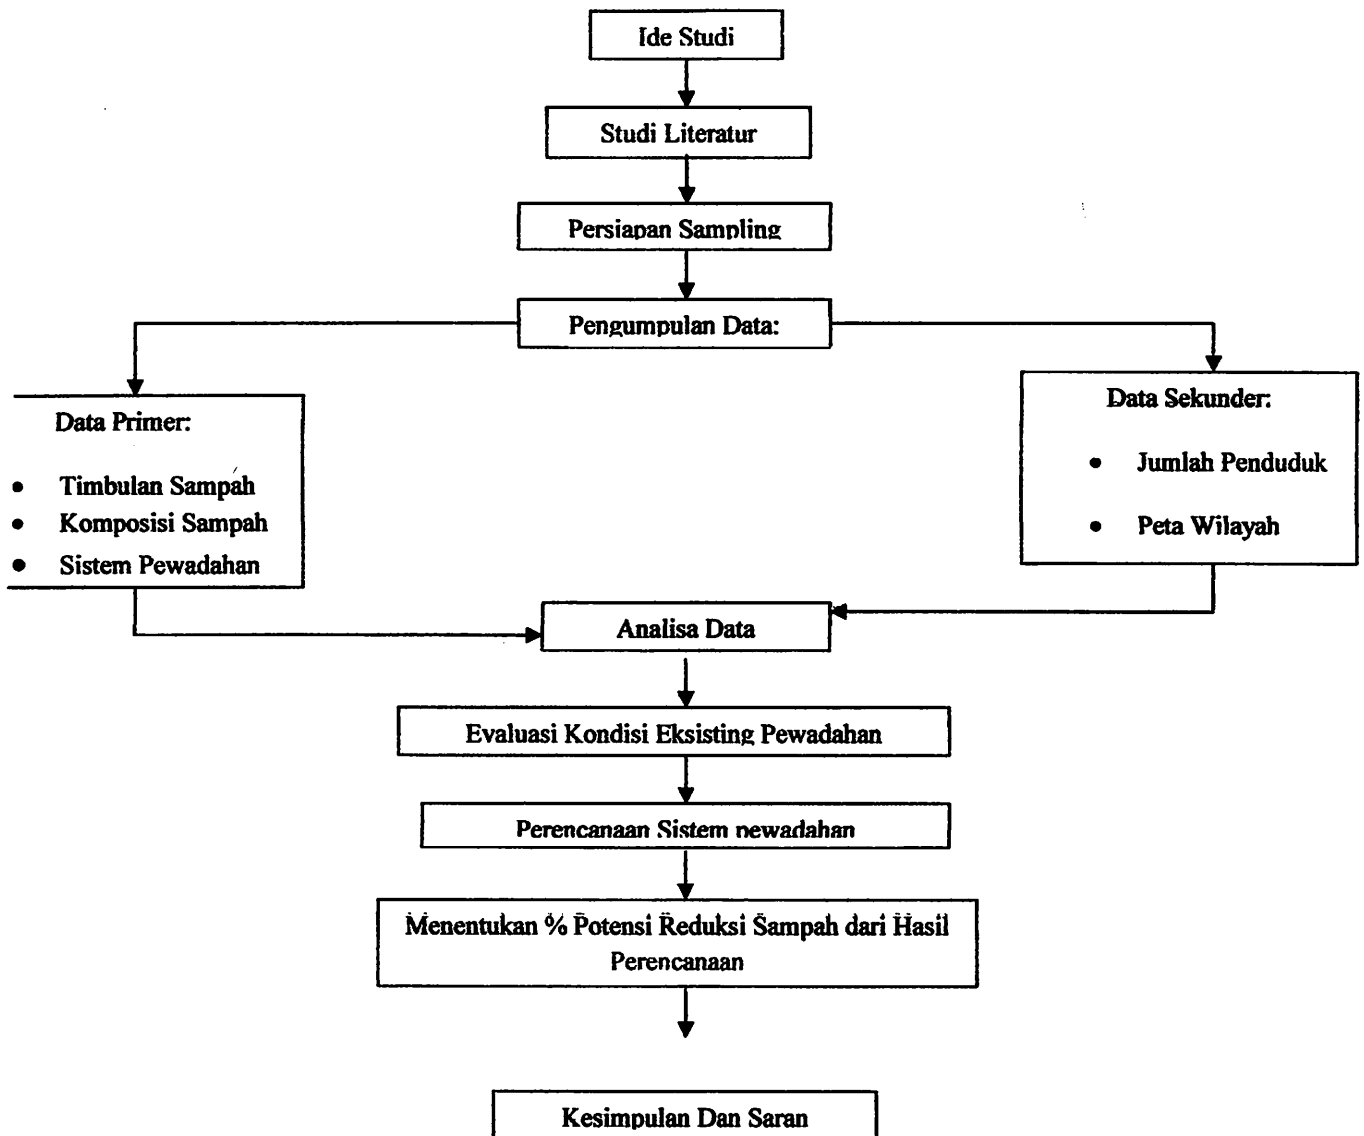 Ide Studi
Studi Literatur
Persiapan Sampling
Pengumpulan Data:
Data Primer:
• Timbulan Sampah
• Komposisi Sampah
• Sistem Pewadahan
Data Sekunder:
• Jumlah Penduduk
• Peta Wilayah
Analisa Data
Evaluasi Kondisi Eksisting Pewadahan
Perencanaan Sistem pewadahan
Menentukan % Potensi Reduksi Sampah dari Hasil
Perencanaan
Kesimpulan Dan Saran